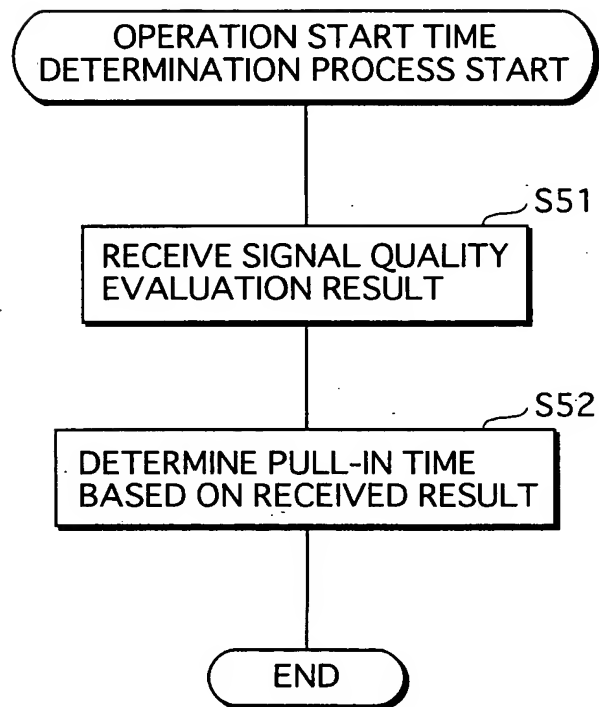 OPERATION START TIME
DETERMINATION PROCESS START
S51
RECEIVE SIGNAL QUALITY
EVALUATION RESULT
S52
DETERMINE PULL-IN TIME
BASED ON RECEIVED RESULT
END